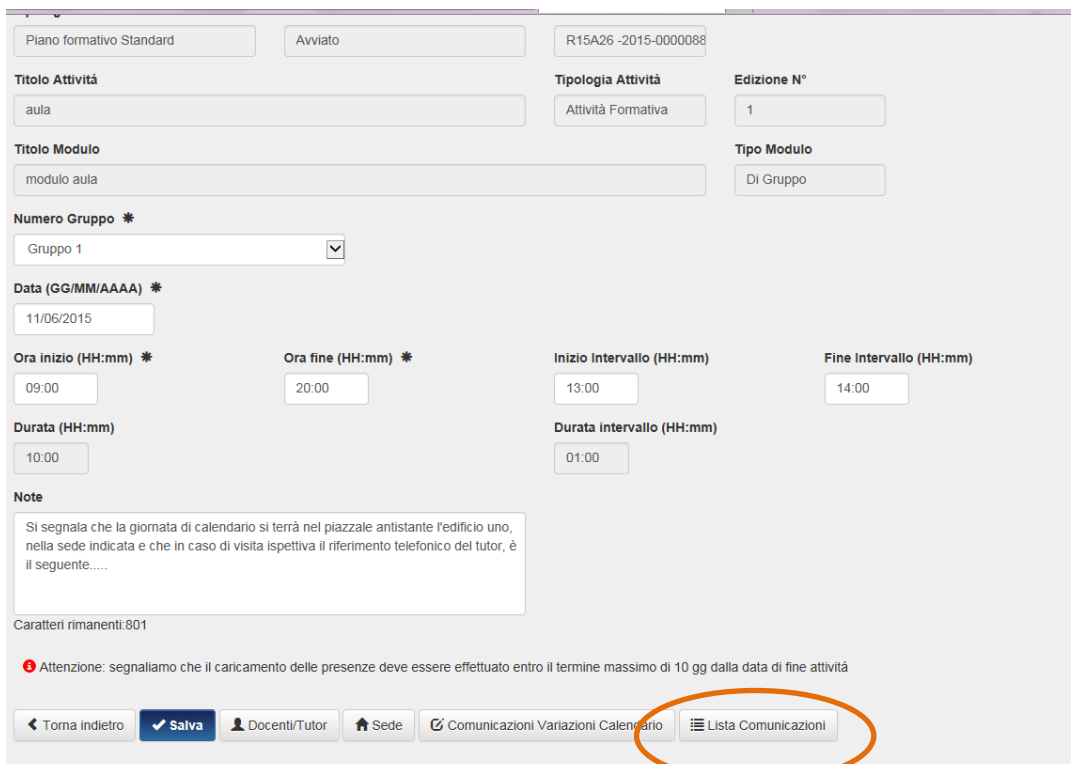 Piano formativo Standard Avviato R15A26 -2015-0000088
Titolo Attivitá Tipologia Attività Edizione N°
aula Attività Formativa 1
Titolo Modulo Tipo Modulo
modulo aula Di Gruppo
Numero Gruppo ✱
Gruppo 1
Data (GG/MM/AAAA) ✱
11/06/2015
Ora inizio (HH:mm) ✱ Ora fine (HH:mm) ✱ Inizio Intervallo (HH:mm) Fine Intervallo (HH:mm)
09:00 20:00 13:00 14:00
Durata (HH:mm) Durata intervallo (HH:mm)
10:00 01:00
Note
Si segnala che la giornata di calendario si terrà nel piazzale antistante l'edificio uno,
nella sede indicata e che in caso di visita ispettiva il riferimento telefonico del tutor, è
il seguente.....
Caratteri rimanenti:801
Attenzione: segnaliamo che il caricamento delle presenze deve essere effettuato entro il termine massimo di 10 gg dalla data di fine attivitá
Torna indietro Salva Docenti/Tutor Sede Comunicazioni Variazioni Calendario Lista Comunicazioni